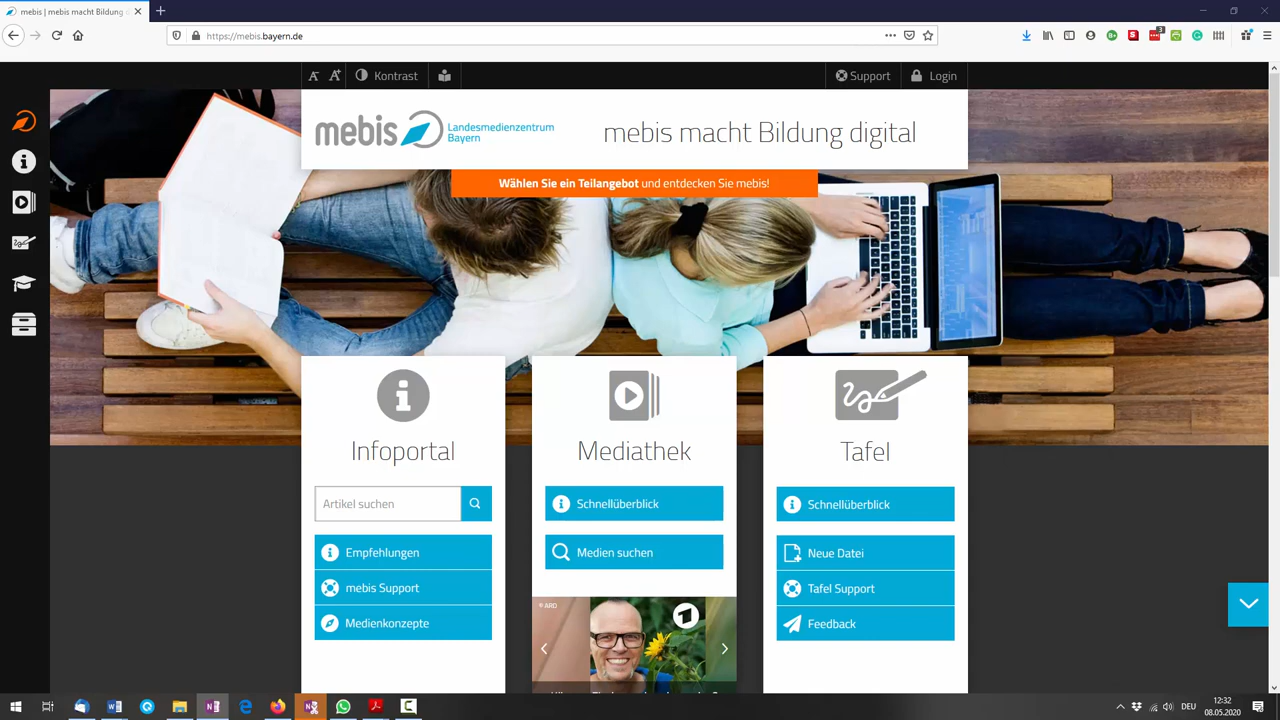 mebis | mebis macht Bildung d
https://mebis.bayern.de
3
A- A+ Kontrast
Support
Login
mebis
Landesmedienzentrum
Bayern
mebis macht Bildung digital
Wählen Sie ein Teilangebot und entdecken Sie mebis!
Infoportal
Artikel suchen
Empfehlungen
mebis Support
Medienkonzepte
Mediathek
Schnellüberblick
Medien suchen
© ARD
Tafel
Schnellüberblick
Neue Datei
Tafel Support
Feedback
DEU
12:32
08.05.2020